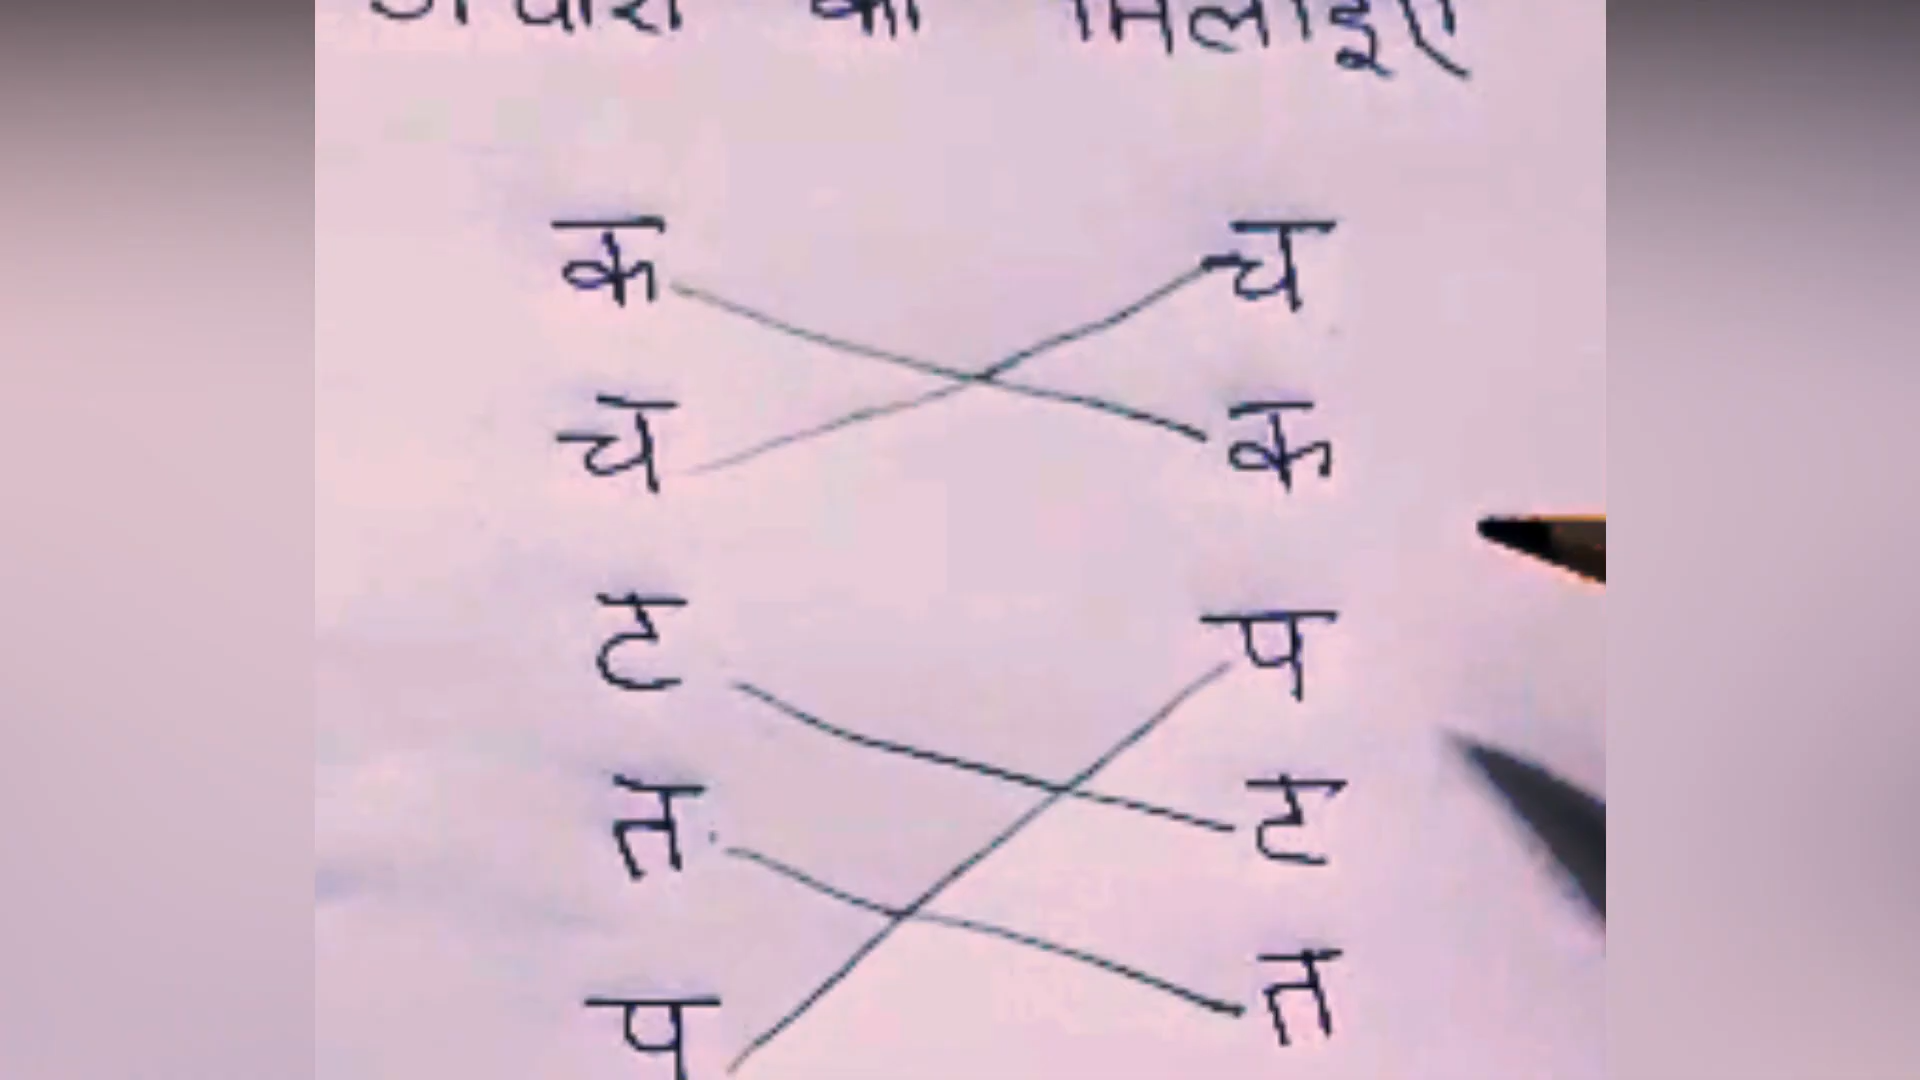 को मिलाइए
क च
च क
ट प
त ट
प त